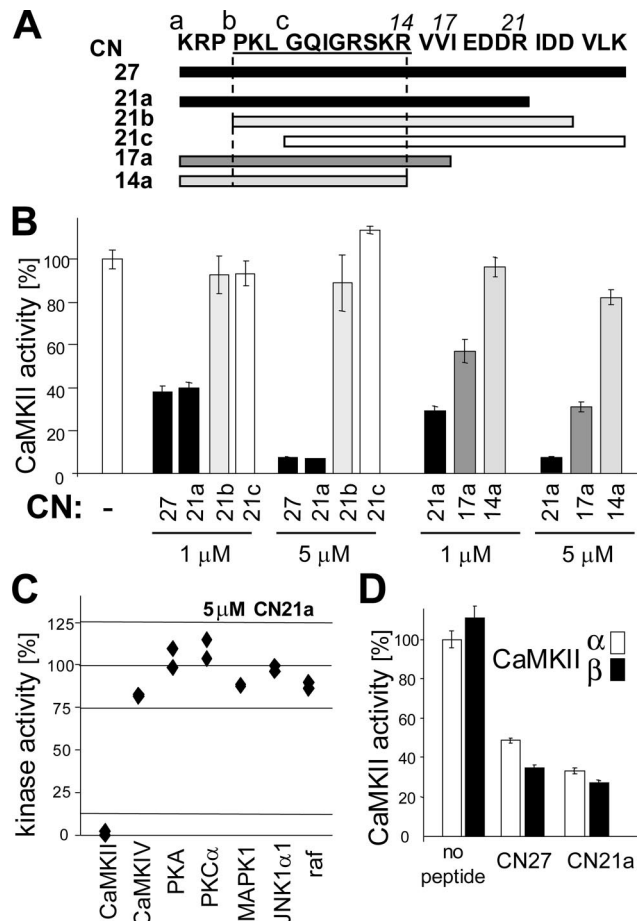 A
a b c 14 17 21
CN KRP PKL GQIGRSKR VVI EDDR IDD VLK
27
21a
21b
21c
17a
14a
B
CaMKII activity [%]
100
80
60
40
20
0
CN: - 27 21a 21b 21c 27 21a 21b 21c 21a 17a 14a 21a 17a 14a
1 μM 5 μM 1 μM 5 μM
C
5 μM CN21a
kinase activity [%]
125
100
75
50
25
0
CaMKII CaMKIV PKA PKCα MAPK1 JNK1α1 raf
D
CaMKII activity [%]
100
80
60
40
20
0
CaMKII α
β
no peptide CN27 CN21a